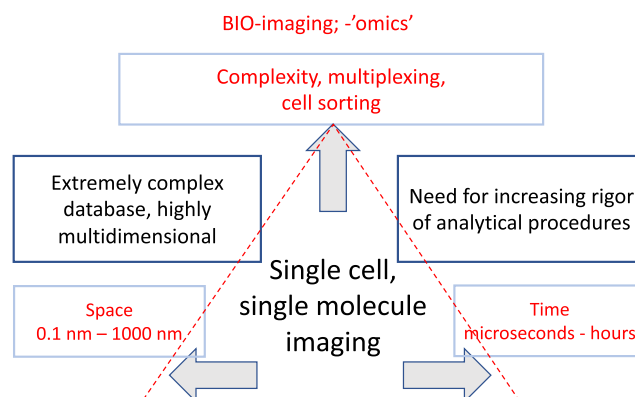 BIO-imaging; -'omics'
Complexity, multiplexing,
cell sorting
Extremely complex
database, highly
multidimensional
Need for increasing rigor
of analytical procedures
Single cell,
single molecule
imaging
Space
0.1 nm – 1000 nm
Time
microseconds - hours